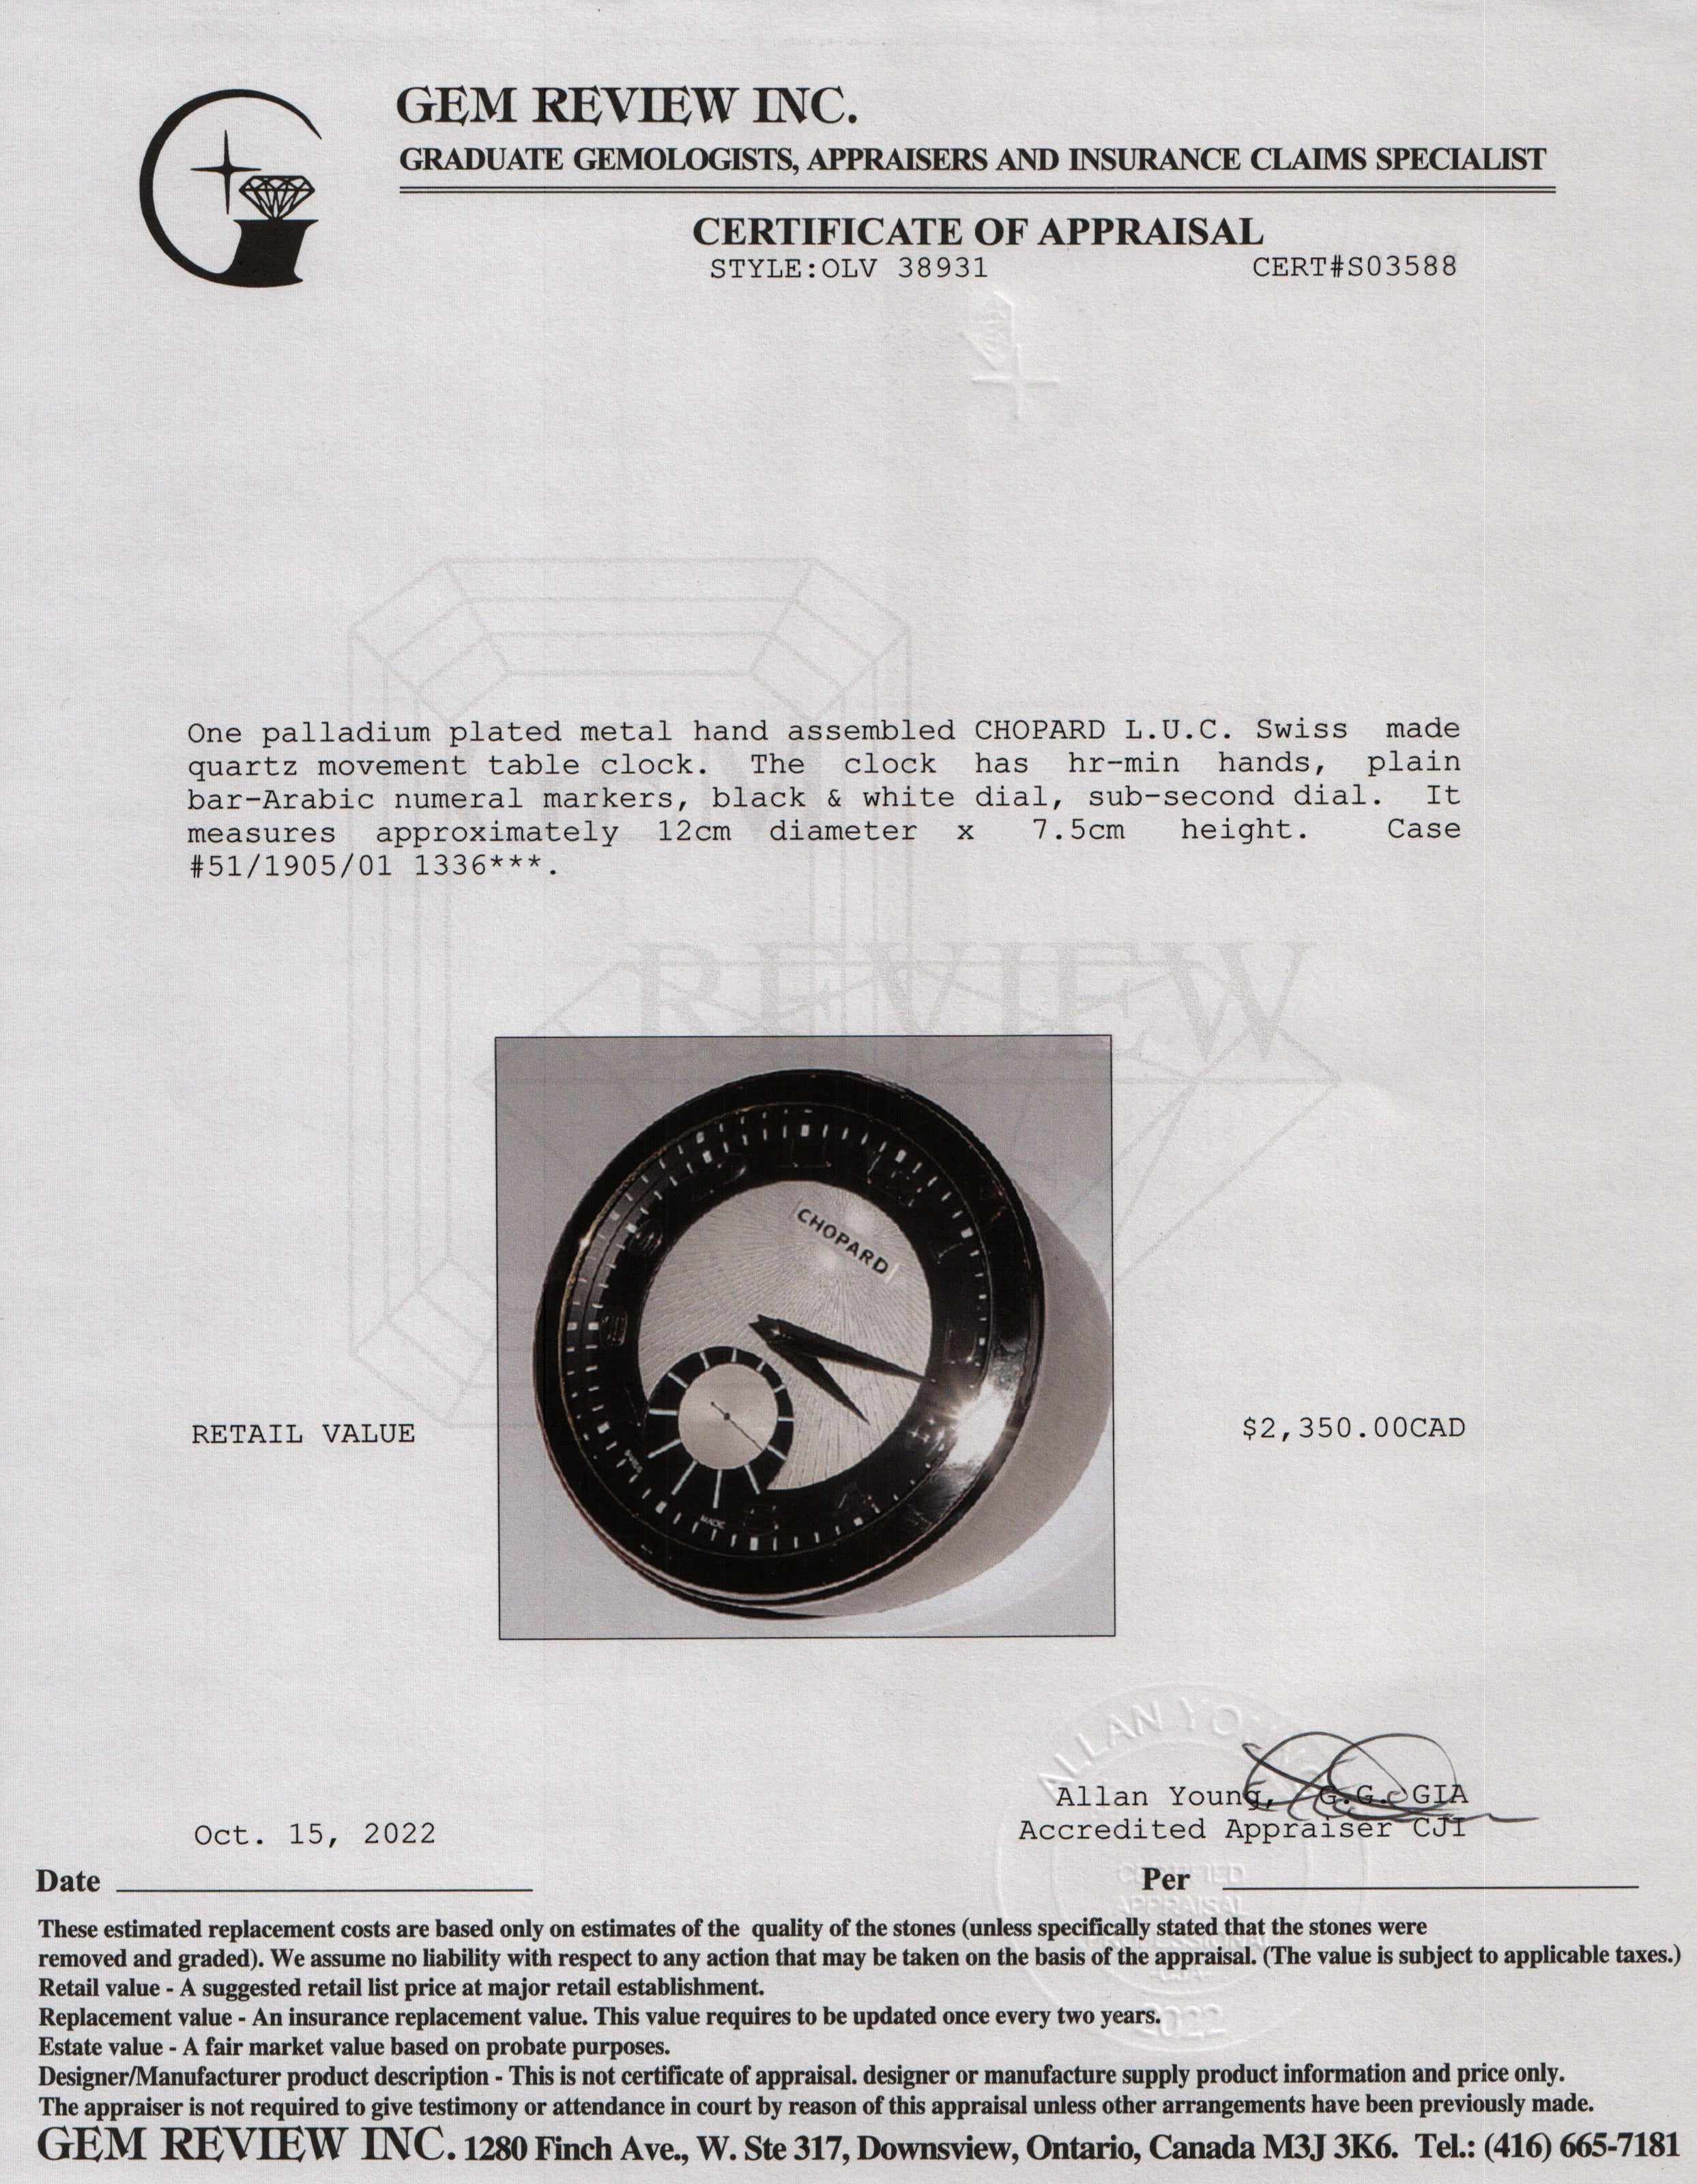 GEM REVIEW INC.
GRADUATE GEMOLOGISTS, APPRAISERS AND INSURANCE CLAIMS SPECIALIST
CERTIFICATE OF APPRAISAL
STYLE:OLV 38931 CERT#S03588
One palladium plated metal hand assembled CHOPARD L.U.C. Swiss made
quartz movement table clock. The clock has hr-min hands, plain
bar-Arabic numeral markers, black & white dial, sub-second dial. It
measures approximately 12cm diameter x 7.5cm height. Case
#51/1905/01 1336***.
REVIEW
CHOPARD
RETAIL VALUE $2,350.00CAD
SWISS
MADE
ALLAN YO
Allan Young, G.G. GIA
Oct. 15, 2022 Accredited Appraiser CJI
CERTIFIED
Date Per
APPRAISAL
These estimated replacement costs are based only on estimates of the quality of the stones (unless specifically stated that the stones were
removed and graded). We assume no liability with respect to any action that may be taken on the basis of the appraisal. (The value is subject to applicable taxes.)
Retail value - A suggested retail list price at major retail establishment.
Replacement value - An insurance replacement value. This value requires to be updated once every two years.
2022
Estate value - A fair market value based on probate purposes.
Designer/Manufacturer product description - This is not certificate of appraisal. designer or manufacture supply product information and price only.
The appraiser is not required to give testimony or attendance in court by reason of this appraisal unless other arrangements have been previously made.
GEM REVIEW INC. 1280 Finch Ave., W. Ste 317, Downsview, Ontario, Canada M3J 3K6. Tel.: (416) 665-7181